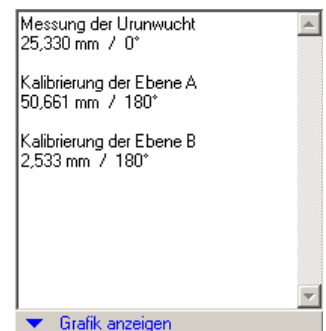 Messung der Urunwucht
25,330 mm / 0°
Kalibrierung der Ebene A
50,661 mm / 180°
Kalibrierung der Ebene B
2,533 mm / 180°
Grafik anzeigen